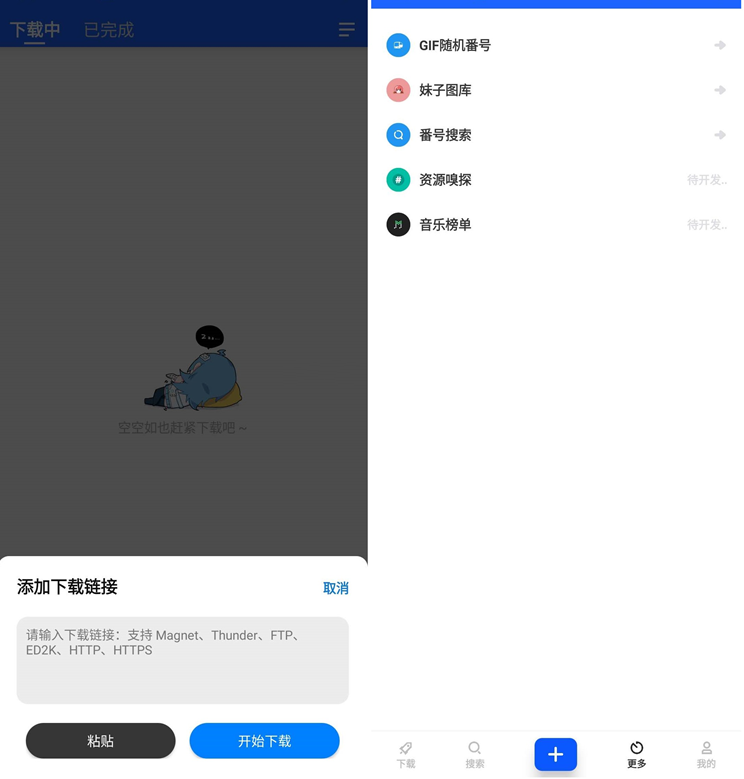 下载中
已完成
空空如也赶紧下载吧 ~
添加下载链接
取消
请输入下载链接：支持 Magnet、Thunder、FTP、
ED2K、HTTP、HTTPS
粘贴
开始下载
GIF随机番号
妹子图库
番号搜索
资源嗅探
待开发..
音乐榜单
待开发..
下载
搜索
更多
我的